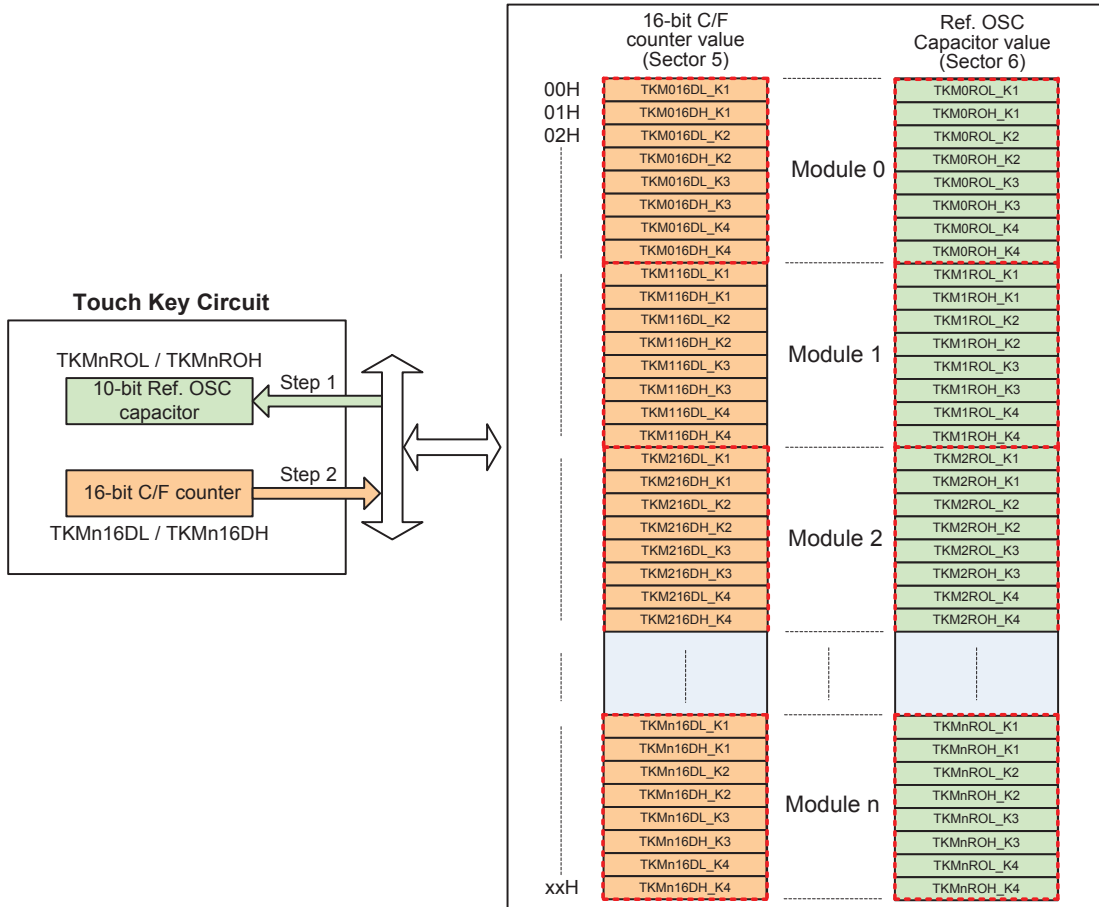 16-bit C/F
counter value
(Sector 5)
Ref. OSC
Capacitor value
(Sector 6)
00H
01H
02H
xxH
TKM016DL_K1
TKM016DH_K1
TKM016DL_K2
TKM016DH_K2
TKM016DL_K3
TKM016DH_K3
TKM016DL_K4
TKM016DH_K4
TKM116DL_K1
TKM116DH_K1
TKM116DL_K2
TKM116DH_K2
TKM116DL_K3
TKM116DH_K3
TKM116DL_K4
TKM116DH_K4
TKM216DL_K1
TKM216DH_K1
TKM216DL_K2
TKM216DH_K2
TKM216DL_K3
TKM216DH_K3
TKM216DL_K4
TKM216DH_K4
TKMn16DL_K1
TKMn16DH_K1
TKMn16DL_K2
TKMn16DH_K2
TKMn16DL_K3
TKMn16DH_K3
TKMn16DL_K4
TKMn16DH_K4
Module 0
Module 1
Module 2
Module n
TKM0ROL_K1
TKM0ROH_K1
TKM0ROL_K2
TKM0ROH_K2
TKM0ROL_K3
TKM0ROH_K3
TKM0ROL_K4
TKM0ROH_K4
TKM1ROL_K1
TKM1ROH_K1
TKM1ROL_K2
TKM1ROH_K2
TKM1ROL_K3
TKM1ROH_K3
TKM1ROL_K4
TKM1ROH_K4
TKM2ROL_K1
TKM2ROH_K1
TKM2ROL_K2
TKM2ROH_K2
TKM2ROL_K3
TKM2ROH_K3
TKM2ROL_K4
TKM2ROH_K4
TKMnROL_K1
TKMnROH_K1
TKMnROL_K2
TKMnROH_K2
TKMnROL_K3
TKMnROH_K3
TKMnROL_K4
TKMnROH_K4
Touch Key Circuit
TKMnROL / TKMnROH
10-bit Ref. OSC
capacitor
Step 1
16-bit C/F counter
Step 2
TKMn16DL / TKMn16DH